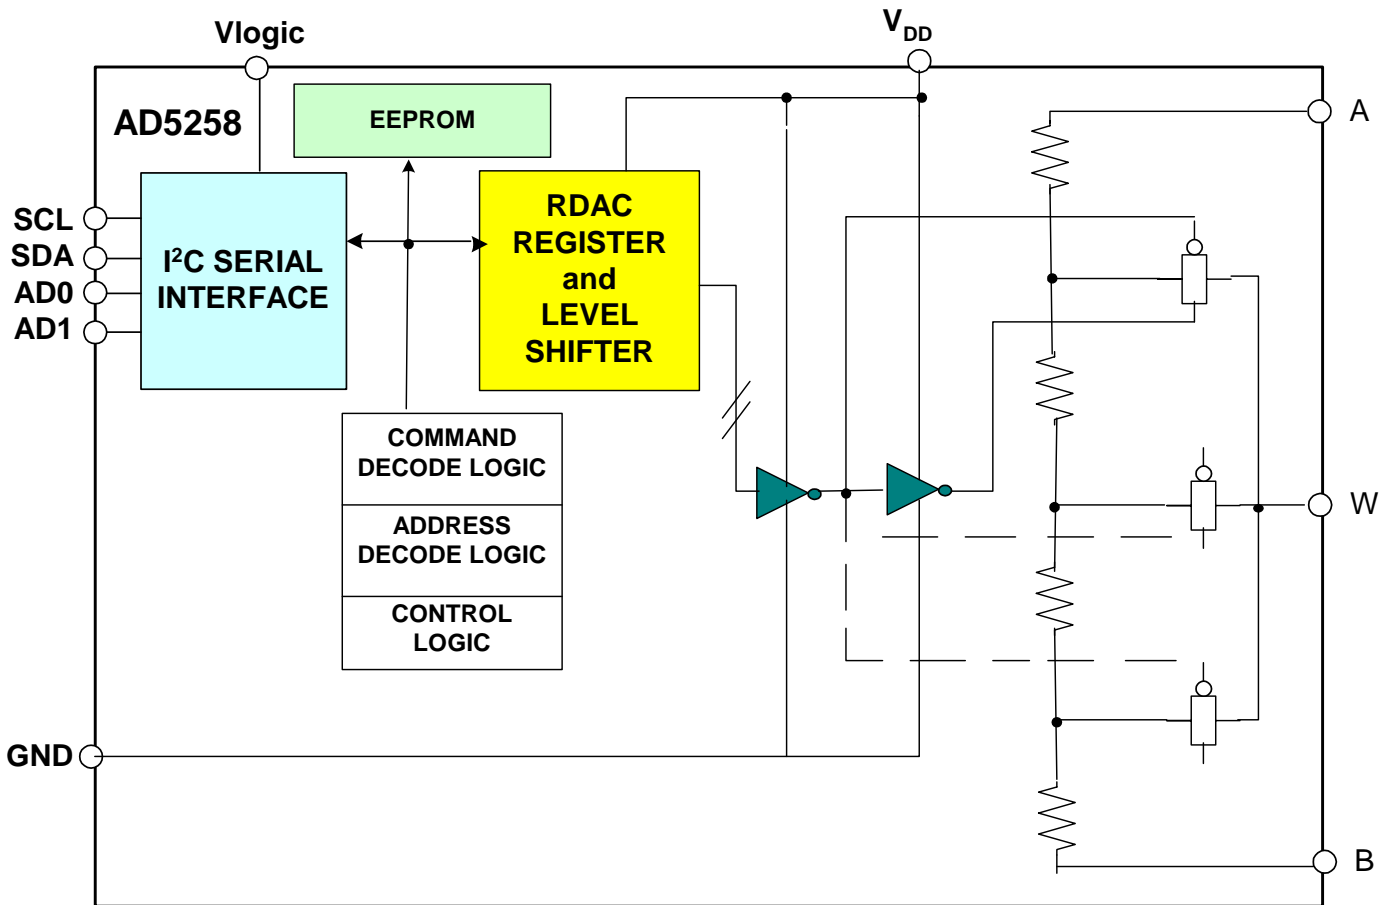 Vlogic
VDD
AD5258
EEPROM
A
SCL
SDA
AD0
AD1
I²C SERIAL
INTERFACE
RDAC
REGISTER
and
LEVEL
SHIFTER
COMMAND
DECODE LOGIC
ADDRESS
DECODE LOGIC
CONTROL
LOGIC
W
GND
B